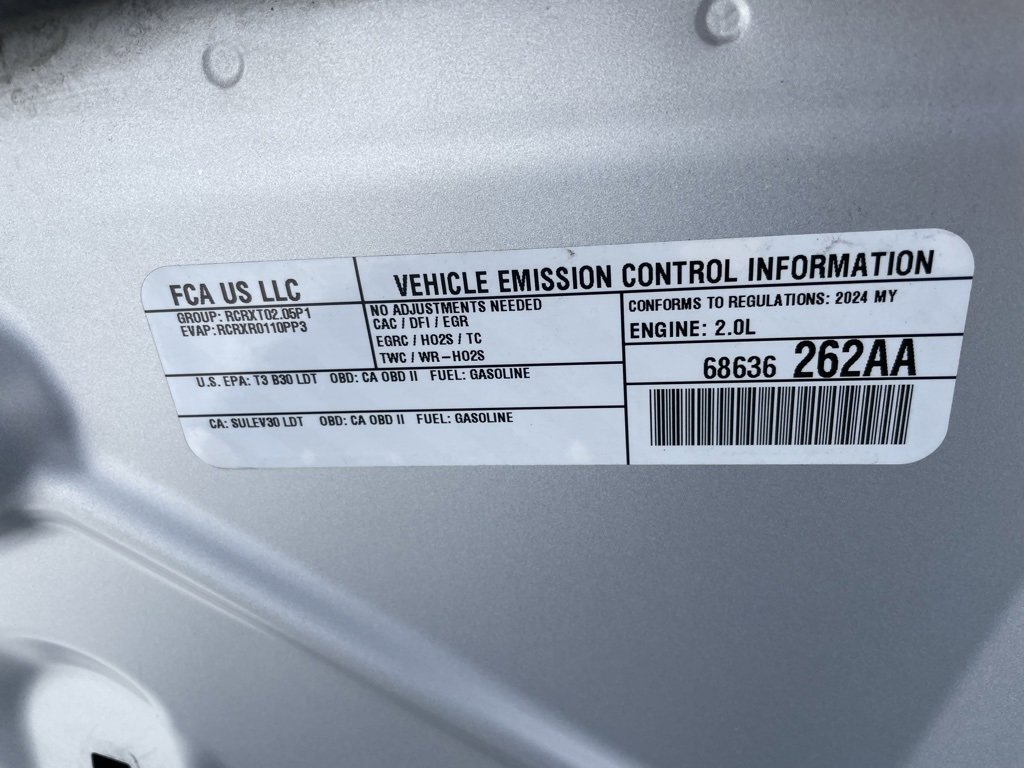 FCA US LLC
GROUP: RCRXT02.05P1
EVAP:RCRXR0110PP3
VEHICLE EMISSION CONTROL INFORMATION
NO ADJUSTMENTS NEEDED
CAC / DFI / EGR
EGRC / HO2S / TC
TWC / WR-HO2S
CONFORMS TO REGULATIONS: 2024 MY
ENGINE: 2.0L
68636 262AA
U.S. EPA: T3 B30 LDT OBD: CA OBD II FUEL: GASOLINE
CA: SULEV30 LDT OBD: CA OBD II FUEL: GASOLINE